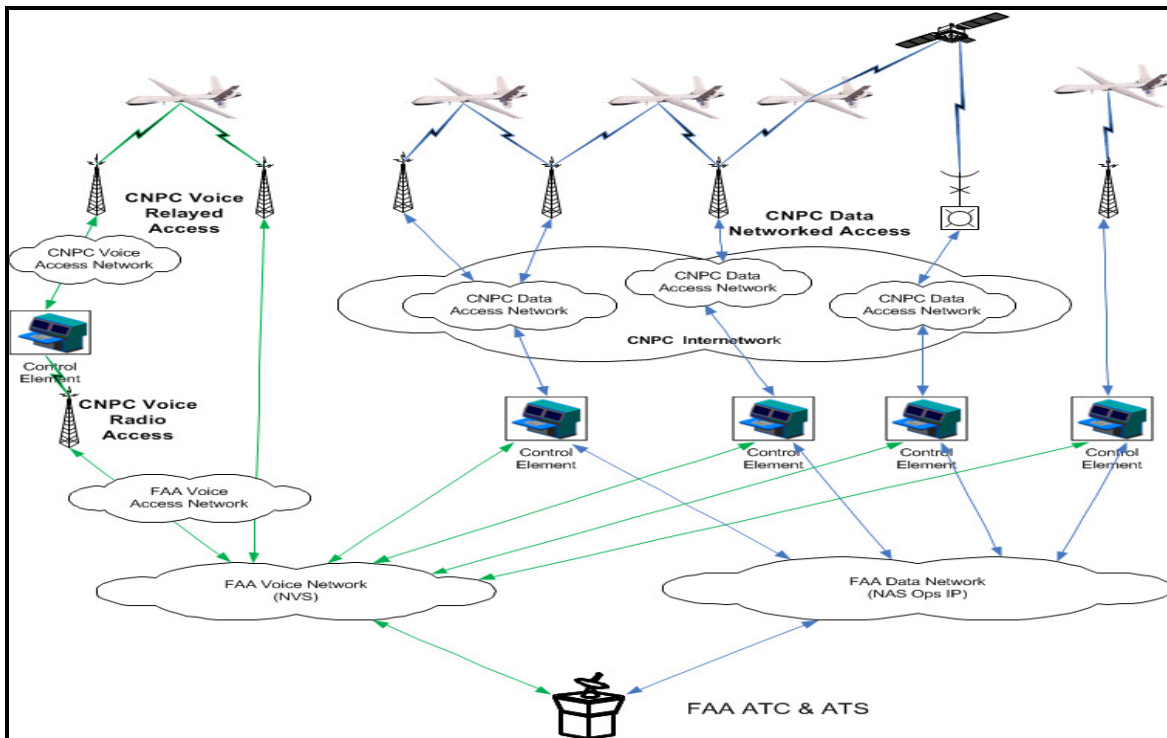 CNPC Voice
Relayed
Access
CNPC Data
Networked Access
CNPC Voice
Access Network
CNPC Data
Access Network
CNPC Data
Access Network
CNPC Data
Access Network
CNPC Internetwork
Control
Element
CNPC Voice
Radio
Access
Control
Element
Control
Element
Control
Element
Control
Element
FAA Voice
Access Network
FAA Voice Network
(NVS)
FAA Data Network
(NAS Ops IP)
FAA ATC & ATS